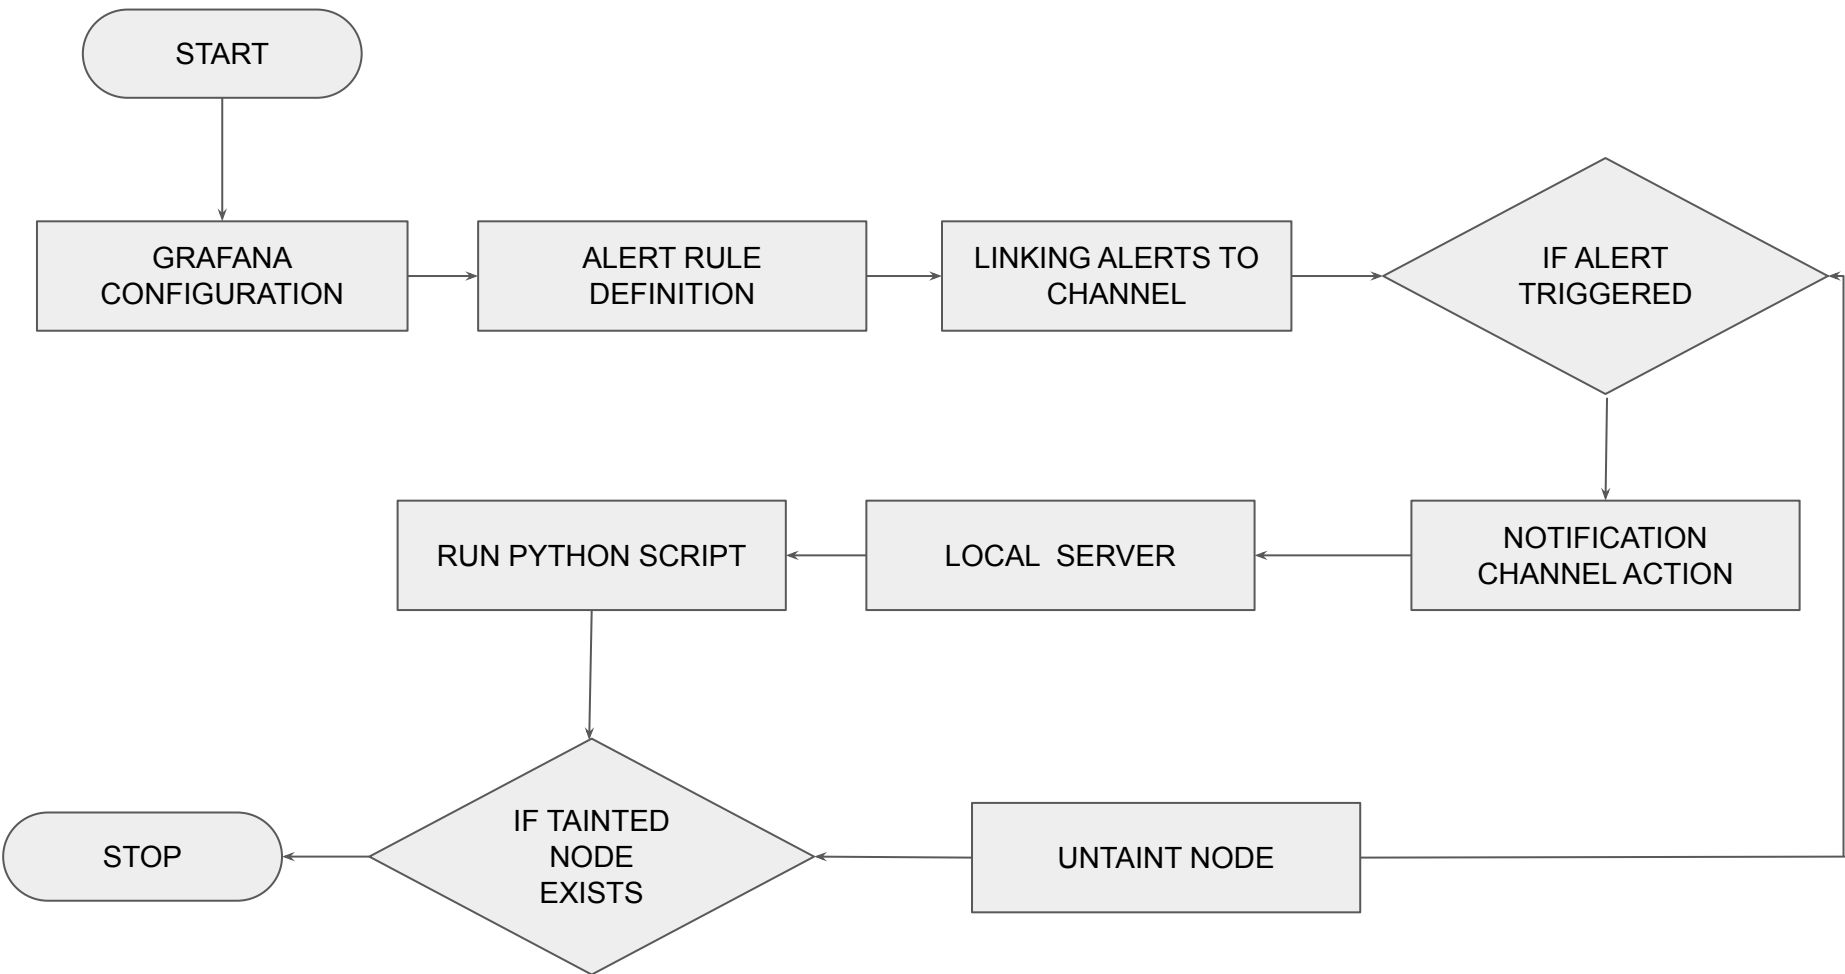 START
GRAFANA
CONFIGURATION
ALERT RULE
DEFINITION
LINKING ALERTS TO
CHANNEL
IF ALERT
TRIGGERED
NOTIFICATION
CHANNEL ACTION
LOCAL  SERVER
RUN PYTHON SCRIPT
IF TAINTED
NODE
EXISTS
UNTAINT NODE
STOP